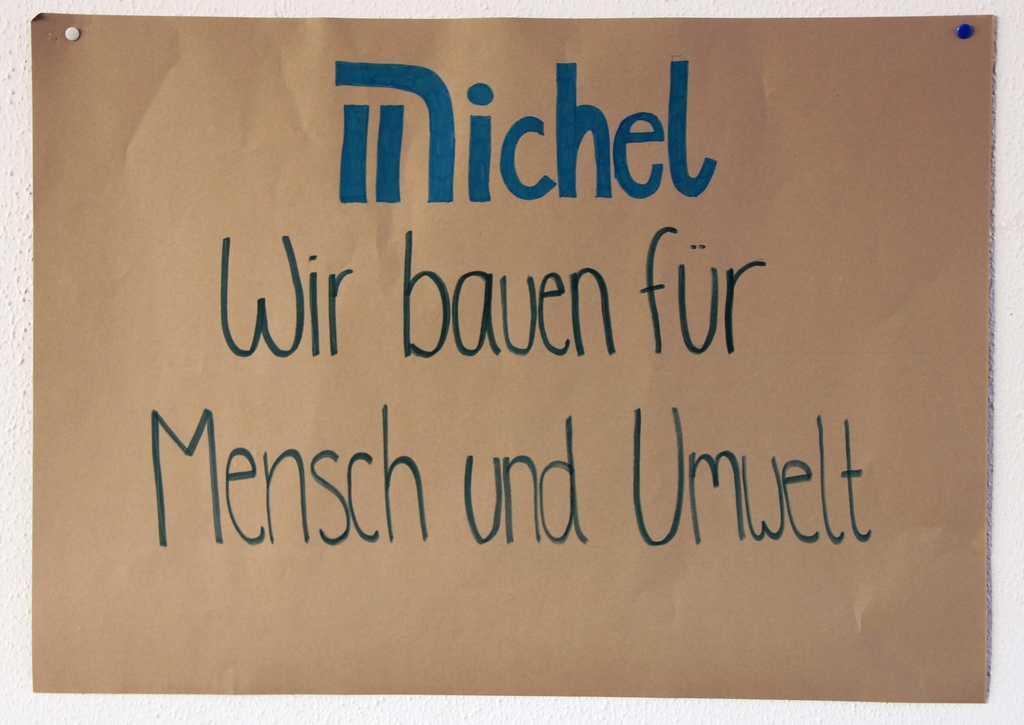 Michel
Wir bauen für
Mensch und Umwelt